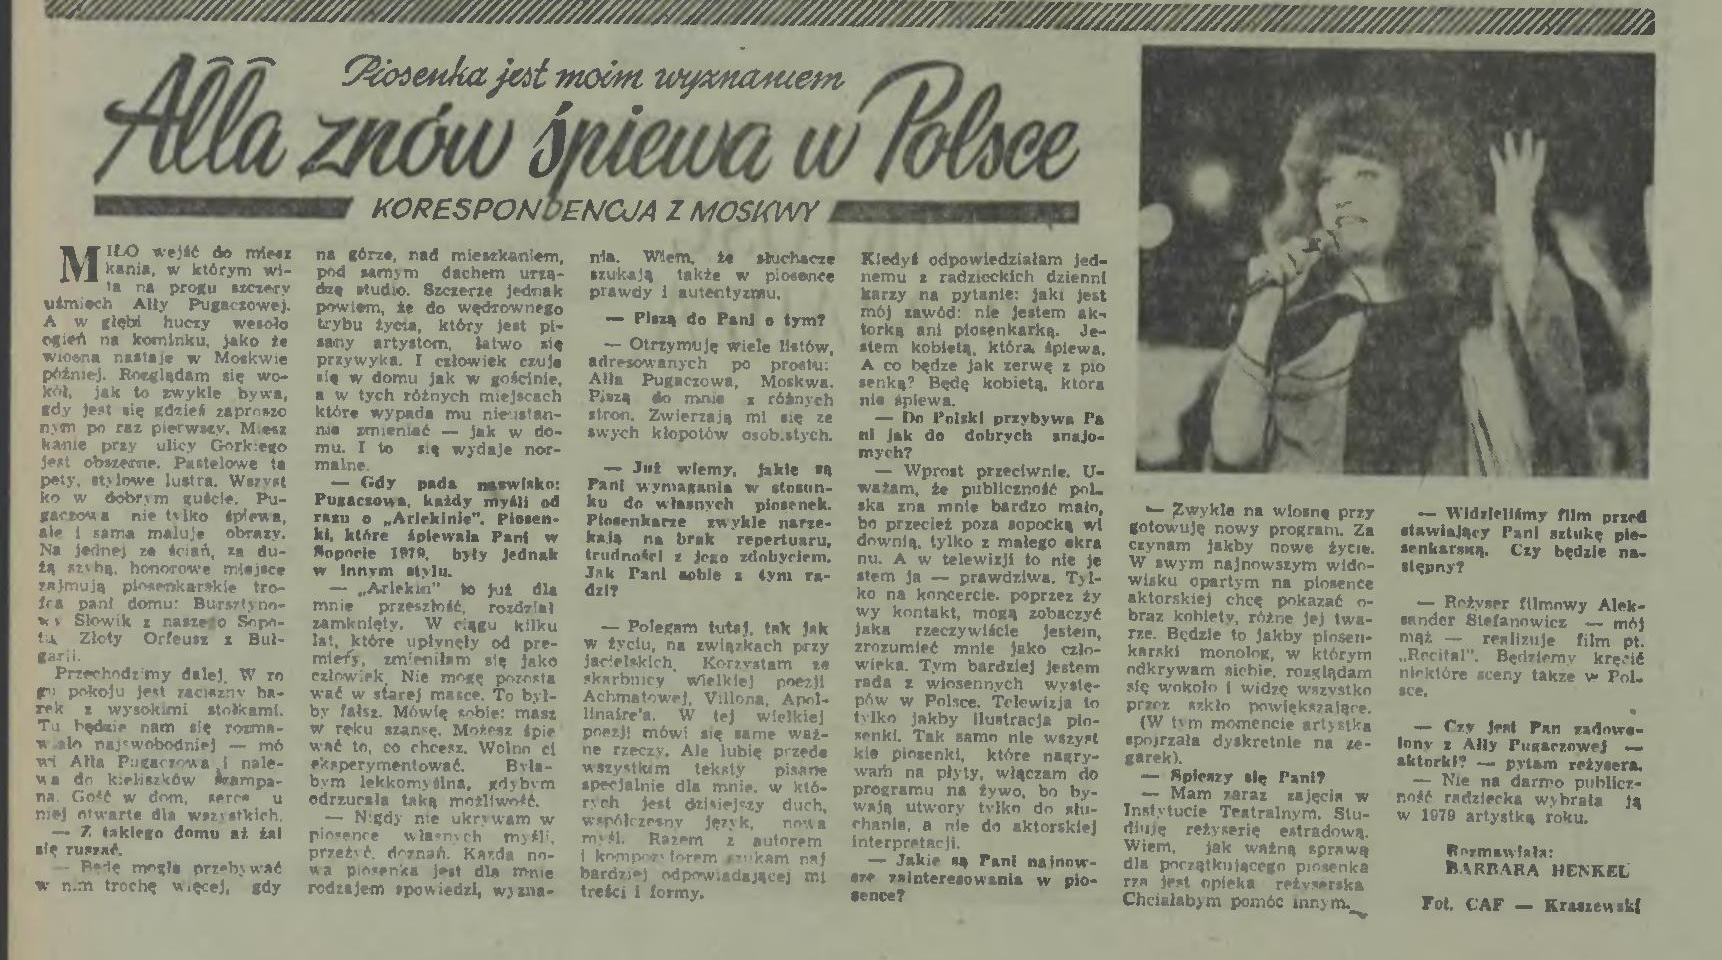 Piosenka jest moim wyznaniem
Ałła znów śpiewa w Polsce
KORESPONDENCJA Z MOSKWY
MIŁO wejść do miesz
kania, w którym wi-
ta na progu szczery
uśmiech Ałły Pugaczowej.
A w głębi huczy wesoło
ogień na kominku, jako że
wiosna nastaje w Moskwie
później. Rozglądam się wo-
kół, jak to zwykle bywa,
gdy jest się gdzieś zaproszo
nym po raz pierwszy. Miesz
kanie przy ulicy Gorkiego
jest obszerne. Pastelowe ta
pety, stylowe lustra. Wszyst
ko w dobrym guście. Pu-
gaczowa nie tylko śpiewa,
ale i sama maluje obrazy.
Na jednej ze ścian, za du-
żą szybą, honorowe miejsce
zajmują piosenkarskie tro-
fea pani domu: Bursztyno-
wy Słowik z naszego Sopo-
tu, Złoty Orfeusz z Buł-
garii.
Przechodzimy dalej. W ro
gu pokoju jest zaciszny ba-
rek z wysokimi stołkami.
Tu będzie nam się rozma-
wiało najswobodniej — mó
wi Ałła Pugaczowa i nale-
wa do kieliszków szampa-
na. Gość w dom, serce u
niej otwarte dla wszystkich.
— Z takiego domu aż żal
się ruszać.
— Będę mogła przebywać
w nim trochę więcej, gdy
na górze, nad mieszkaniem,
pod samym dachem urzą-
dzę studio. Szczerze jednak
powiem, że do wędrownego
trybu życia, który jest pi-
sany artystom, łatwo się
przywyka. I człowiek czuje
się w domu jak w gościnie,
a w tych różnych miejscach
które wypada mu nieustan-
nie zmieniać — jak w do-
mu. I to się wydaje nor-
malne.
— Gdy pada nazwisko:
Pugaczowa, każdy myśli od
razu o „Arlekinie”. Piosen-
ki, które śpiewała Pani w
Sopocie 1979, były jednak
w innym stylu.
— „Arlekin” to już dla
mnie przeszłość, rozdział
zamknięty. W ciągu kilku
lat, które upłynęły od pre-
miery, zmieniłam się jako
człowiek. Nie mogę pozosta
wać w starej masce. To był-
by fałsz. Mówię sobie: masz
w ręku szansę. Możesz śpie
wać to, co chcesz. Wolno ci
eksperymentować. Była-
bym lekkomyślna, gdybym
odrzucała taką możliwość.
— Nigdy nie ukrywam w
piosence własnych myśli,
przeżyć, doznań. Każda no-
wa piosenka jest dla mnie
rodzajem spowiedzi, wyzna-
nia. Wiem, że słuchacze
szukają także w piosence
prawdy i autentyzmu.
— Piszą do Pani o tym?
— Otrzymuję wiele listów,
adresowanych po prostu:
Ałła Pugaczowa, Moskwa.
Piszą do mnie z różnych
stron. Zwierzają mi się ze
swych kłopotów osobistych.
— Już wiemy, jakie są
Pani wymagania w stosun-
ku do własnych piosenek.
Piosenkarze zwykle narze-
kają na brak repertuaru,
trudności z jego zdobyciem.
Jak Pani sobie z tym ra-
dzi?
— Polegam tutaj, tak jak
w życiu, na związkach przy
jacielskich. Korzystam ze
skarbnicy wielkiej poezji
Achmatowej, Villona, Apol-
linaire'a. W tej wielkiej
poezji mówi się same waż-
ne rzeczy. Ale lubię przede
wszystkim teksty pisane
specjalnie dla mnie, w któ-
rych jest dzisiejszy duch,
współczesny język, nowa
myśl. Razem z autorem
i kompozytorem szukam naj
bardziej odpowiadającej mi
treści i formy.
Kiedyś odpowiedziałam jed-
nemu z radzieckich dzienni
karzy na pytanie: jaki jest
mój zawód: nie jestem ak-
torką ani piosenkarką. Je-
stem kobietą, która śpiewa.
A co będze jak zerwę z pio
senką? Będę kobietą, ktora
nie śpiewa.
— Do Polski przybywa Pa
ni jak do dobrych znajo-
mych?
— Wprost przeciwnie. U-
ważam, że publiczność pol-
ska zna mnie bardzo mało,
bo przecież poza sopocką wi
downią, tylko z małego ekra
nu. A w telewizji to nie je
stem ja — prawdziwa. Tyl-
ko na koncercie, poprzez ży
wy kontakt, mogą zobaczyć
jaka rzeczywiście jestem,
zrozumieć mnie jako czło-
wieka. Tym bardziej jestem
rada z wiosennych wystę-
pów w Polsce. Telewizja to
tylko jakby ilustracja pio-
senki. Tak samo nie wszyst
kie piosenki, które nagry-
wam na płyty, włączam do
programu na żywo, bo by-
wają utwory tylko do słu-
chania, a nie do aktorskiej
interpretacji.
— Jakie są Pani najnow-
sze zainteresowania w pio-
sence?
— Zwykle na wiosnę przy
gotowuję nowy program. Za
czynam jakby nowe życie.
W swym najnowszym wido-
wisku opartym na piosence
aktorskiej chcę pokazać o-
braz kobiety, różne jej twa-
rze. Będzie to jakby piosen-
karski monolog, w którym
odkrywam siebie, rozglądam
się wokoło i widzę wszystko
przez szkło powiększające.
(W tym momencie artystka
spojrzała dyskretnie na ze-
garek).
— Spieszy się Pani?
— Mam zaraz zajęcia w
Instytucie Teatralnym. Stu-
diuję reżyserię estradową.
Wiem, jak ważną sprawą
dla początkującego piosenka
rza jest opieka reżyserska
Chciałabym pomóc innym.
— Widzieliśmy film przed
stawiający Pani sztukę pio-
senkarską. Czy będzie na-
stępny?
— Reżyser filmowy Alek-
sander Stefanowicz — mój
mąż — realizuje film pt.
„Recital”. Będziemy kręcić
niektóre sceny także w Pol-
sce.
— Czy jest Pan zadowo-
lony z Ałły Pugaczowej —
aktorki? — pytam reżysera.
— Nie na darmo publicz-
ność radziecka wybrała ją
w 1979 artystką roku.
Rozmawiała:
BARBARA HENKEL
Fot. CAF — Kraszewski